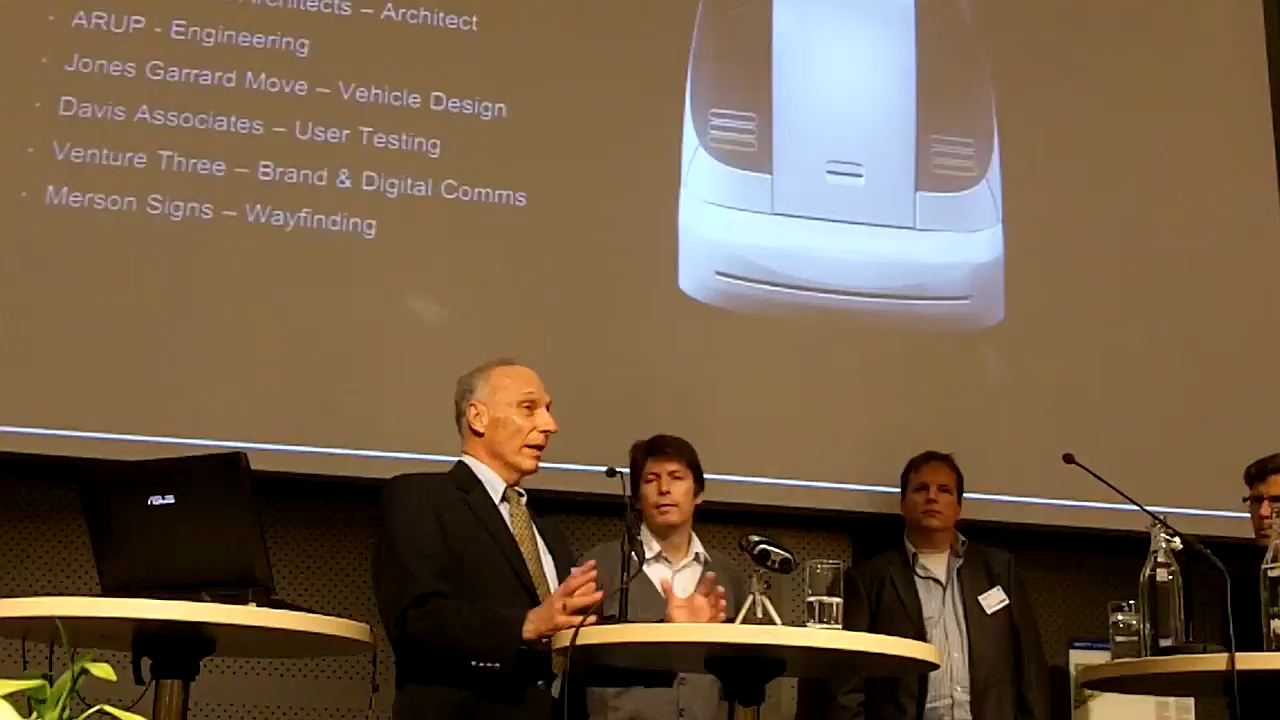 Architects – Architect
ARUP - Engineering
Jones Garrard Move – Vehicle Design
Davis Associates – User Testing
Venture Three – Brand & Digital Comms
Merson Signs – Wayfinding
ASUS